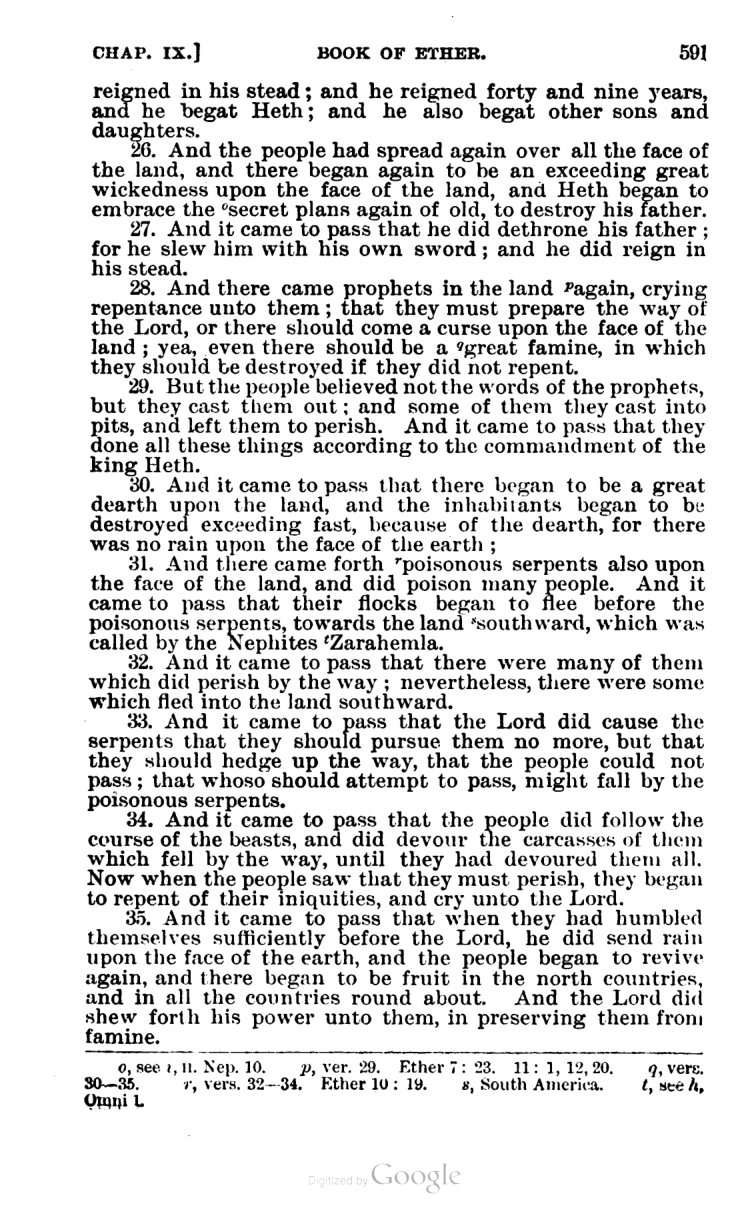 CHAP. IX.] BOOK OF ETHER. 591
reigned in his stead; and he reigned forty and nine years,
and he begat Heth; and he also begat other sons and
daughters.
26. And the people had spread again over all the face of
the land, and there began again to be an exceeding great
wickedness upon the face of the land, and Heth began to
embrace the ᵒsecret plans again of old, to destroy his father.
27. And it came to pass that he did dethrone his father;
for he slew him with his own sword; and he did reign in
his stead.
28. And there came prophets in the land ᵖagain, crying
repentance unto them; that they must prepare the way of
the Lord, or there should come a curse upon the face of the
land; yea, even there should be a qgreat famine, in which
they should be destroyed if they did not repent.
29. But the people believed not the words of the prophets,
but they cast them out; and some of them they cast into
pits, and left them to perish. And it came to pass that they
done all these things according to the commandment of the
king Heth.
30. And it came to pass that there began to be a great
dearth upon the land, and the inhabitants began to be
destroyed exceeding fast, because of the dearth, for there
was no rain upon the face of the earth;
31. And there came forth ʳpoisonous serpents also upon
the face of the land, and did poison many people. And it
came to pass that their flocks began to flee before the
poisonous serpents, towards the land ˢsouthward, which was
called by the Nephites ᵗZarahemla.
32. And it came to pass that there were many of them
which did perish by the way; nevertheless, there were some
which fled into the land southward.
33. And it came to pass that the Lord did cause the
serpents that they should pursue them no more, but that
they should hedge up the way, that the people could not
pass; that whoso should attempt to pass, might fall by the
poisonous serpents.
34. And it came to pass that the people did follow the
course of the beasts, and did devour the carcasses of them
which fell by the way, until they had devoured them all.
Now when the people saw that they must perish, they began
to repent of their iniquities, and cry unto the Lord.
35. And it came to pass that when they had humbled
themselves sufficiently before the Lord, he did send rain
upon the face of the earth, and the people began to revive
again, and there began to be fruit in the north countries,
and in all the countries round about. And the Lord did
shew forth his power unto them, in preserving them from
famine.
o, see i, II. Nep. 10. p, ver. 29. Ether 7: 23. 11: 1, 12, 20. q, vers.
30—35. r, vers. 32—34. Ether 10: 19. s, South America. t, see h,
Omni 1.
Digitized by Google